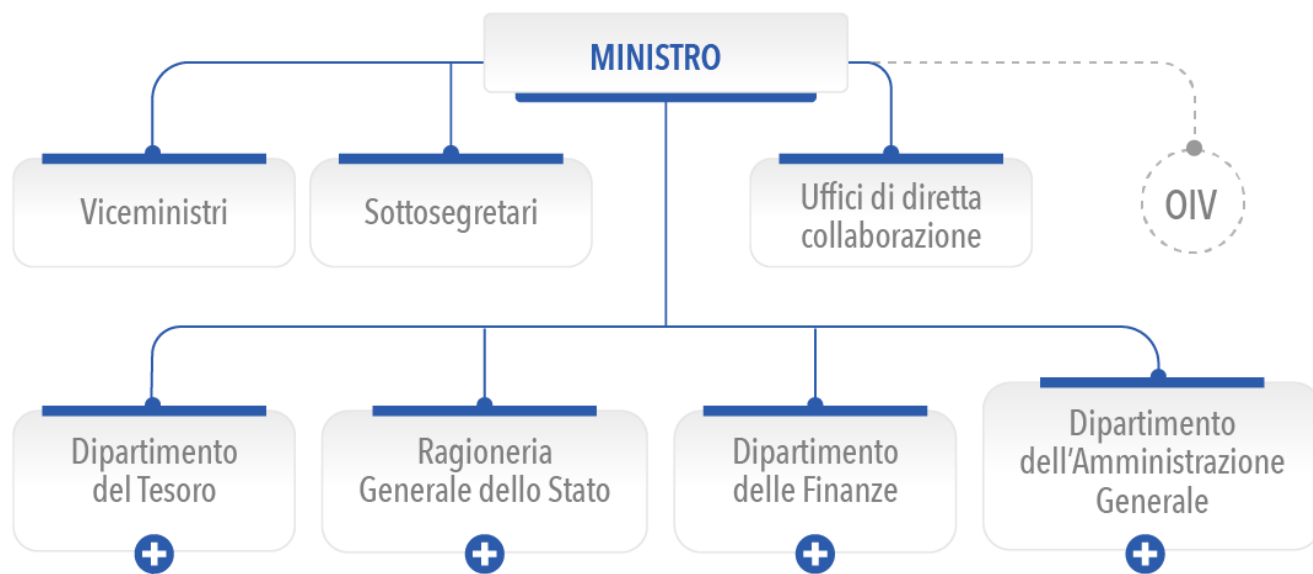 MINISTRO
Viceministri
Sottosegretari
Uffici di diretta
collaborazione
OIV
Dipartimento
del Tesoro
Ragioneria
Generale dello Stato
Dipartimento
delle Finanze
Dipartimento
dell’Amministrazione
Generale